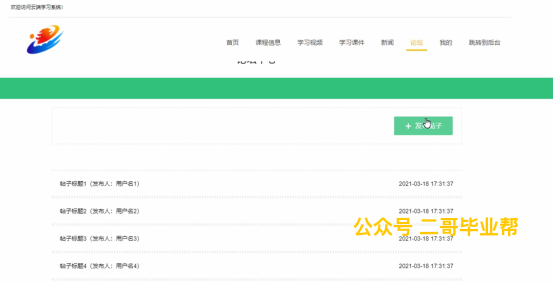 欢迎访问云端学习系统!
首页 课程信息 学习视频 学习课件 新闻 论坛 我的 跳转到后台
+ 发布帖子
帖子标题1（发布人：用户名1） 2021-03-18 17:31:37
帖子标题2（发布人：用户名2） 2021-03-18 17:31:37
公众号 二哥毕业帮
帖子标题3（发布人：用户名3） 2021-03-18 17:31:37
帖子标题4（发布人：用户名4） 2021-03-18 17:31:37